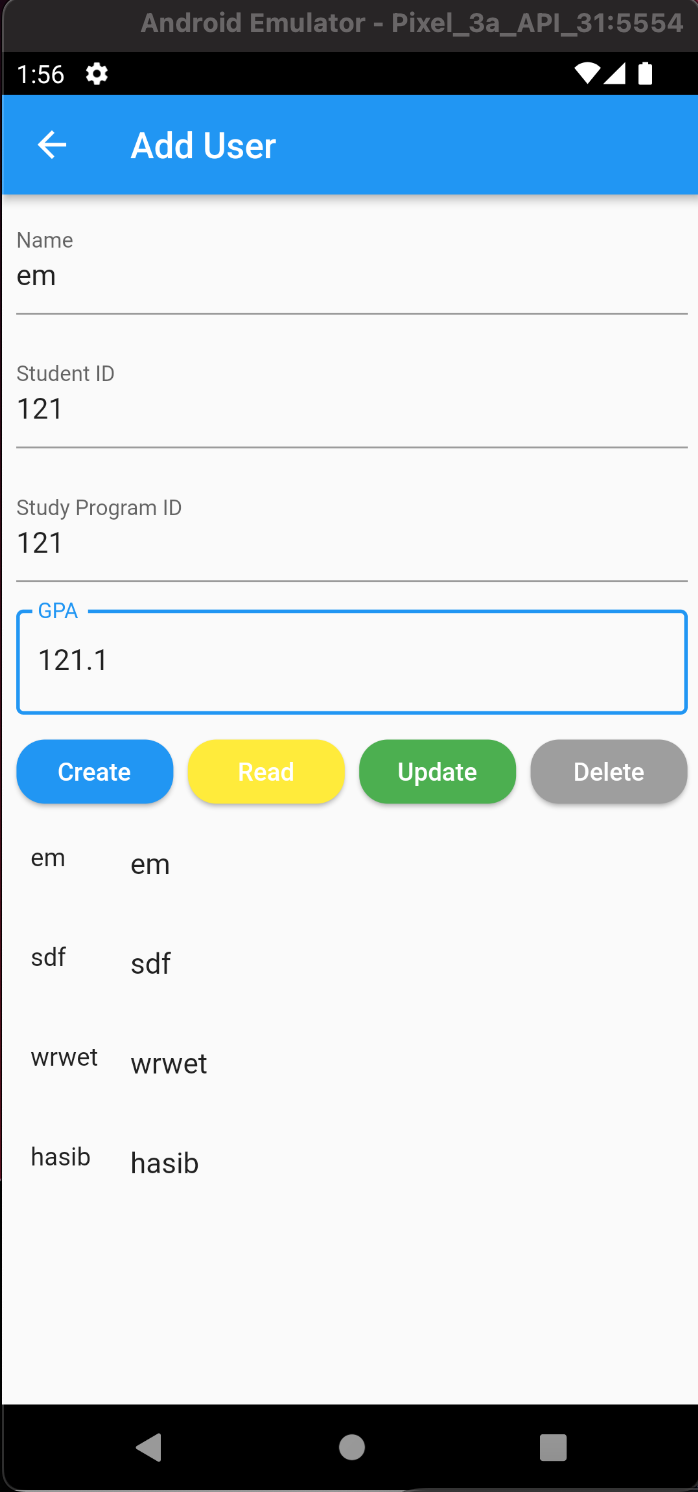 Android Emulator - Pixel_3a_API_31:5554
1:56
Add User
Name
em
Student ID
121
Study Program ID
121
GPA
121.1
Create Read Update Delete
em em
sdf sdf
wrwet wrwet
hasib hasib